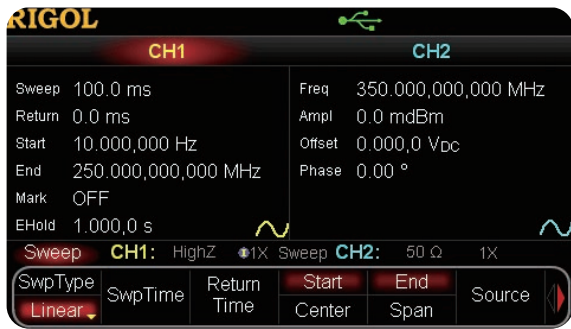 RIGOL
CH1 CH2
Sweep 100.0 ms
Return 0.0 ms
Start 10.000,000 Hz
End 250.000,000,000 MHz
Mark OFF
EHold 1.000,0 s
Freq 350.000,000,000 MHz
Ampl 0.0 mdBm
Offset 0.000,0 VDC
Phase 0.00 °
Sweep CH1: HighZ 1X Sweep CH2: 50 Ω 1X
SwpType
Linear
SwpTime
Return
Time
Start
Center
End
Span
Source